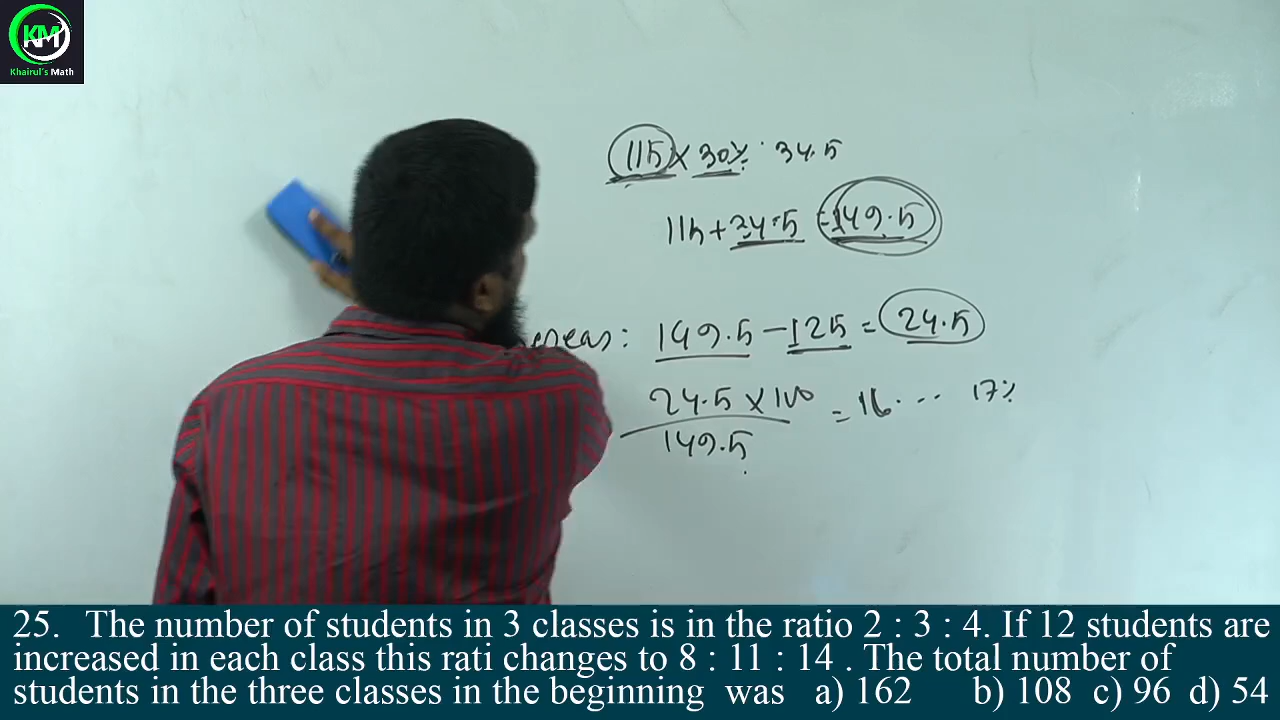 KM
Khairul's Math
115 × 30% 34.5
115 + 34.5 = 149.5
ereas: 149.5 - 125 = 24.5
24.5 × 100
149.5
= 16... 17%
25. The number of students in 3 classes is in the ratio 2 : 3 : 4. If 12 students are
increased in each class this rati changes to 8 : 11 : 14 . The total number of
students in the three classes in the beginning was a) 162 b) 108 c) 96 d) 54